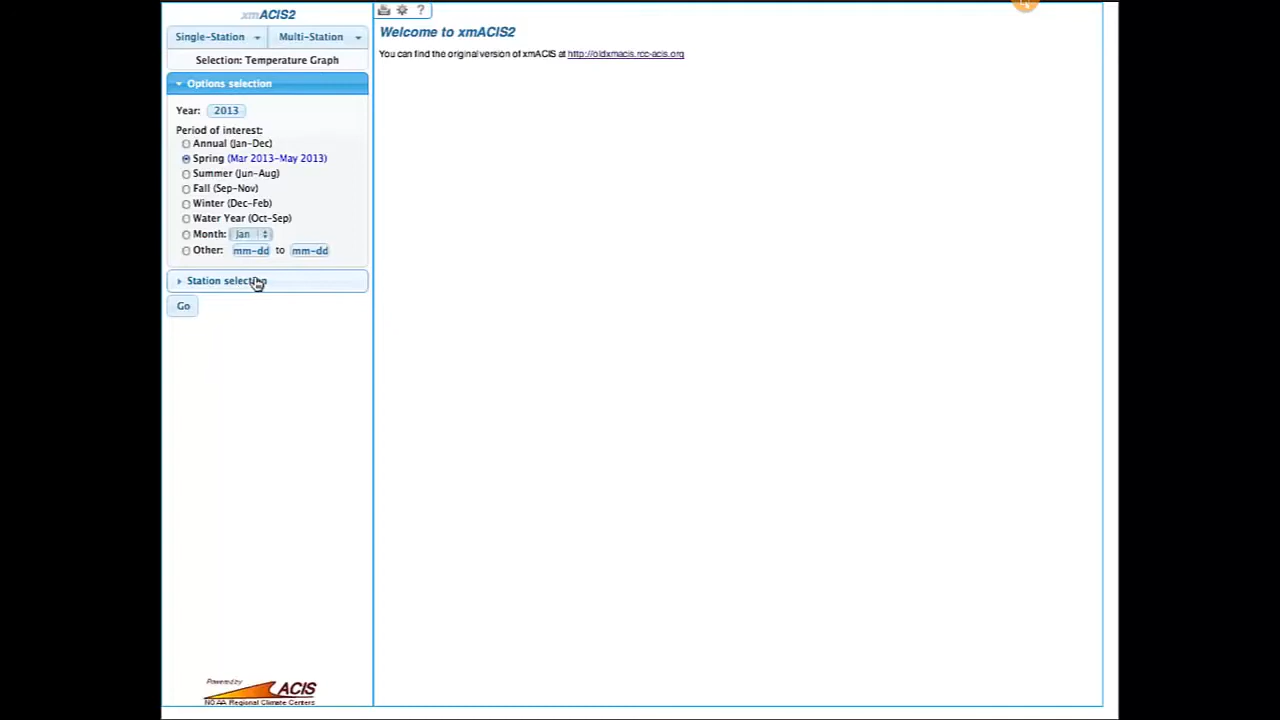 xmACIS2
Single-Station
Multi-Station
Selection: Temperature Graph
Options selection
Year: 2013
Period of interest:
Annual (Jan-Dec)
Spring (Mar 2013-May 2013)
Summer (Jun-Aug)
Fall (Sep-Nov)
Winter (Dec-Feb)
Water Year (Oct-Sep)
Month: Jan
Other: mm-dd to mm-dd
Station selection
Go
Powered by
ACIS
NOAA Regional Climate Centers
?
Welcome to xmACIS2
You can find the original version of xmACIS at http://oldxmacis.rcc-acis.org